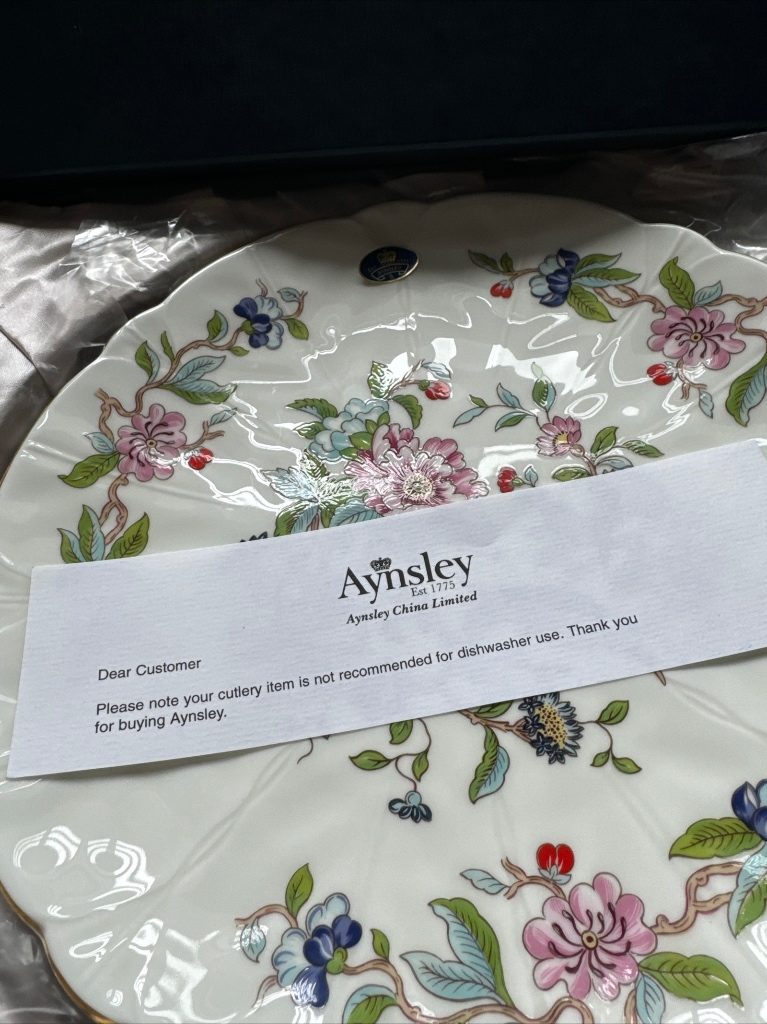 Aynsley
Est 1775
Aynsley China Limited
Dear Customer
Please note your cutlery item is not recommended for dishwasher use. Thank you
for buying Aynsley.